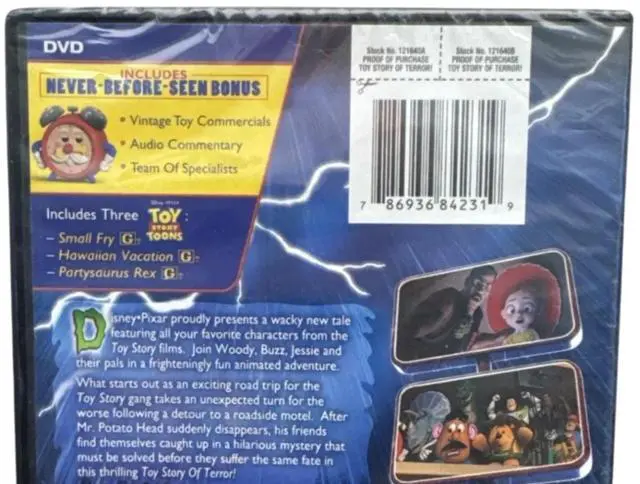 DVD
INCLUDES
NEVER-BEFORE-SEEN BONUS
• Vintage Toy Commercials
• Audio Commentary
• Team Of Specialists
Includes Three TOY STORY TOONS :
– Small Fry G
– Hawaiian Vacation G
– Partysaurus Rex G
Stock No. 121640A
PROOF OF PURCHASE
TOY STORY OF TERROR!
Stock No. 121640B
PROOF OF PURCHASE
TOY STORY OF TERROR!
7 86936 84231 9
Disney•Pixar proudly presents a wacky new tale
featuring all your favorite characters from the
Toy Story films. Join Woody, Buzz, Jessie and
their pals in a frighteningly fun animated adventure.
What starts out as an exciting road trip for the
Toy Story gang takes an unexpected turn for the
worse following a detour to a roadside motel. After
Mr. Potato Head suddenly disappears, his friends
find themselves caught up in a hilarious mystery that
must be solved before they suffer the same fate in
this thrilling Toy Story Of Terror!